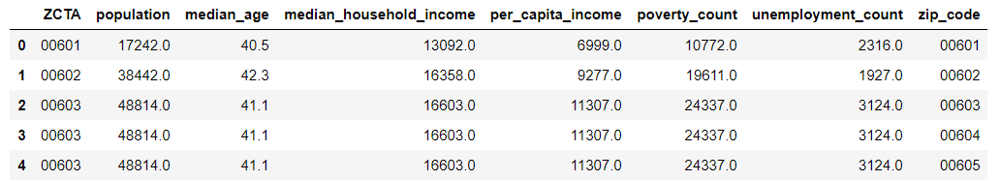 ZCTA population median_age median_household_income per_capita_income poverty_count unemployment_count zip_code
0 00601 17242.0 40.5 13092.0 6999.0 10772.0 2316.0 00601
1 00602 38442.0 42.3 16358.0 9277.0 19611.0 1927.0 00602
2 00603 48814.0 41.1 16603.0 11307.0 24337.0 3124.0 00603
3 00603 48814.0 41.1 16603.0 11307.0 24337.0 3124.0 00604
4 00603 48814.0 41.1 16603.0 11307.0 24337.0 3124.0 00605